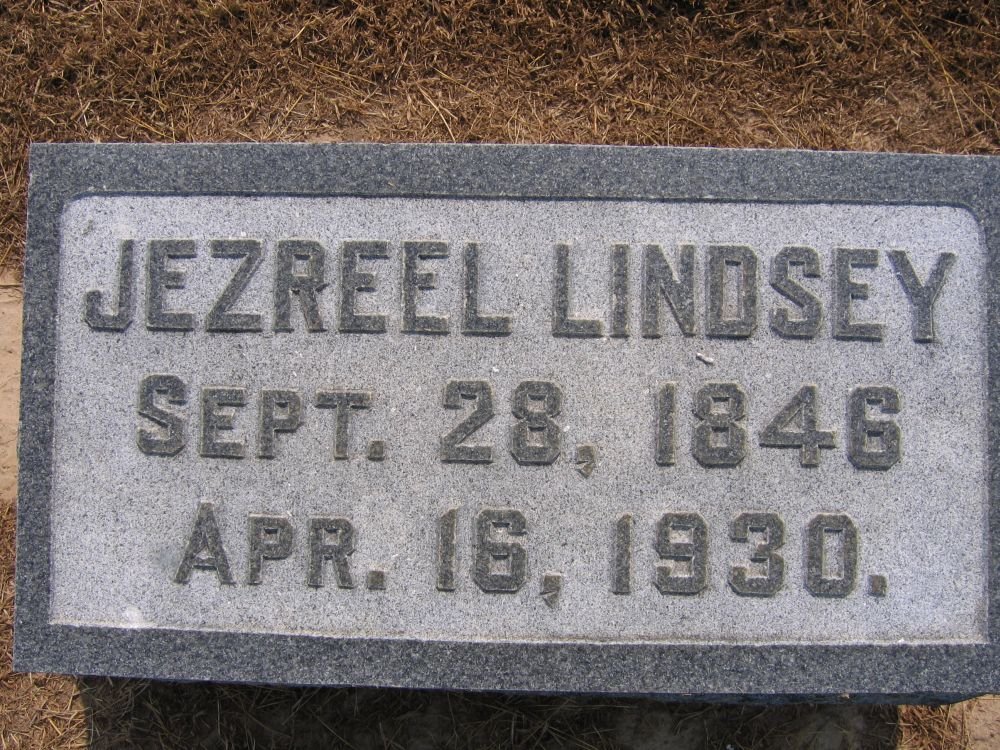 JEZREEL LINDSEY
SEPT. 28, 1846
APR. 16, 1930.